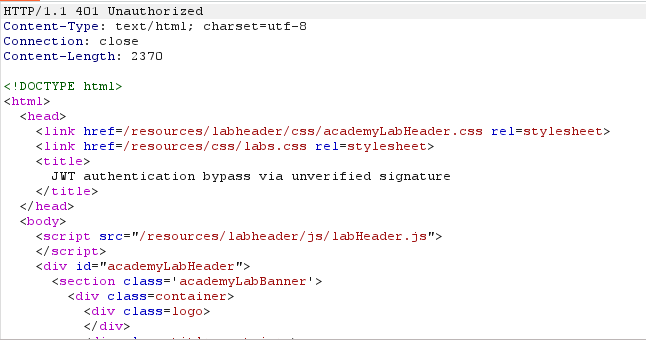 HTTP/1.1 401 Unauthorized
Content-Type: text/html; charset=utf-8
Connection: close
Content-Length: 2370
<!DOCTYPE html>
<html>
<head>
<link href=/resources/labheader/css/academyLabHeader.css rel=stylesheet>
<link href=/resources/css/labs.css rel=stylesheet>
<title>
JWT authentication bypass via unverified signature
</title>
</head>
<body>
<script src="/resources/labheader/js/labHeader.js">
</script>
<div id="academyLabHeader">
<section class='academyLabBanner'>
<div class=container>
<div class=logo>
</div>